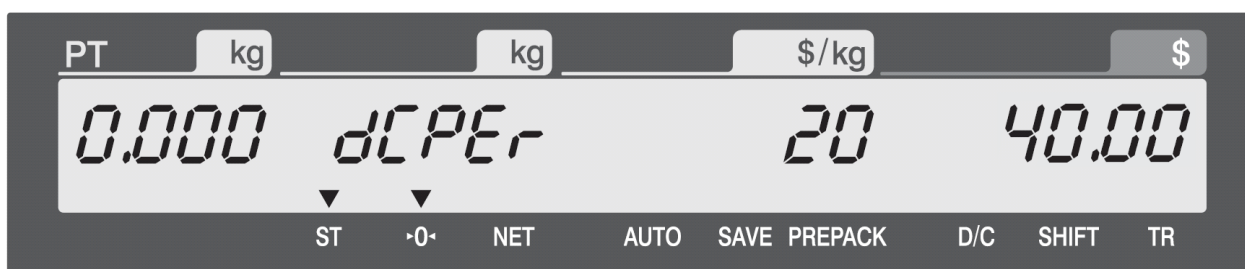 PT kg kg $/kg $
0.000 dCPEr 20 40.00
ST ►0◄ NET AUTO SAVE PREPACK D/C SHIFT TR